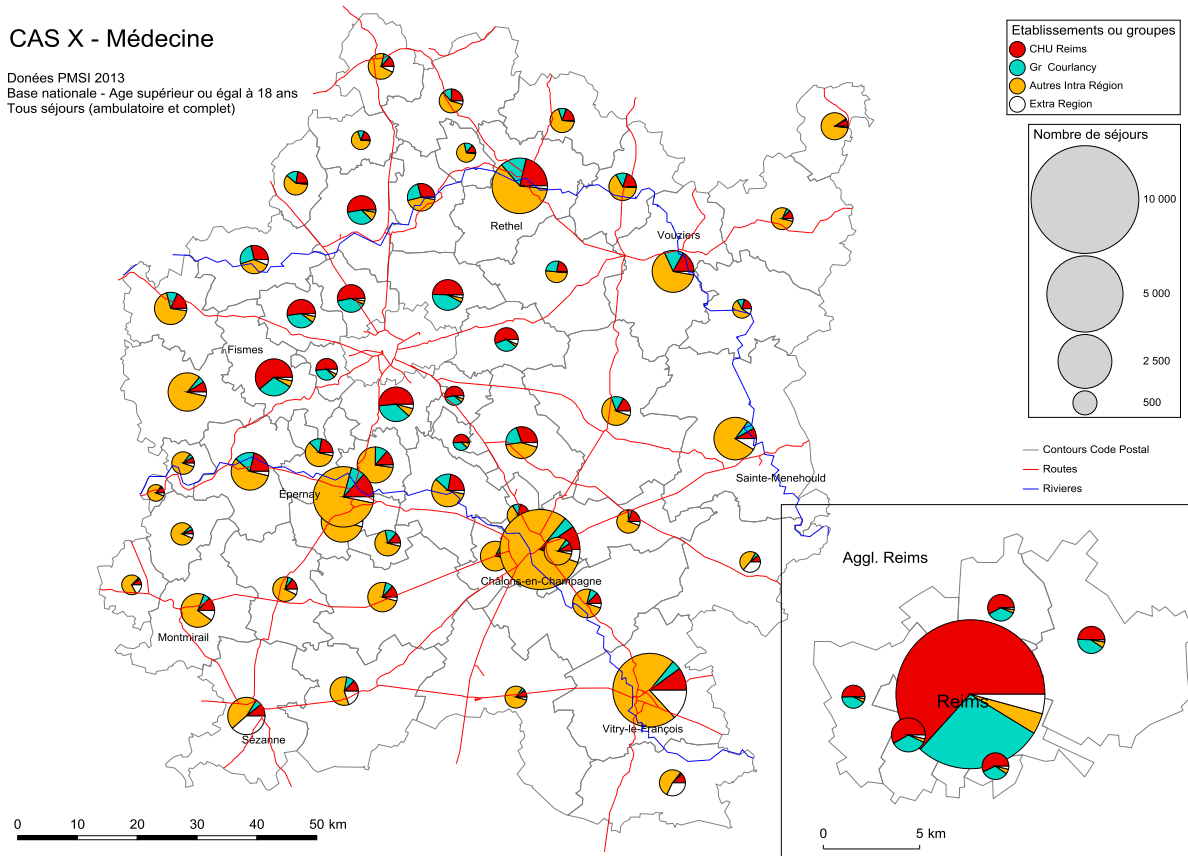 CAS X - Médecine
Donées PMSI 2013
Base nationale - Age supérieur ou égal à 18 ans
Tous séjours (ambulatoire et complet)
Etablissements ou groupes
CHU Reims
Gr Courlancy
Autres Intra Région
Extra Region
Nombre de séjours
10 000
5 000
2 500
500
Contours Code Postal
Routes
Rivieres
Rethel
Vouziers
Fismes
Sainte-Menehould
Épernay
Châlons-en-Champagne
Montmirail
Vitry-le-François
Sézanne
Aggl. Reims
Reims
0 5 km
0 10 20 30 40 50 km